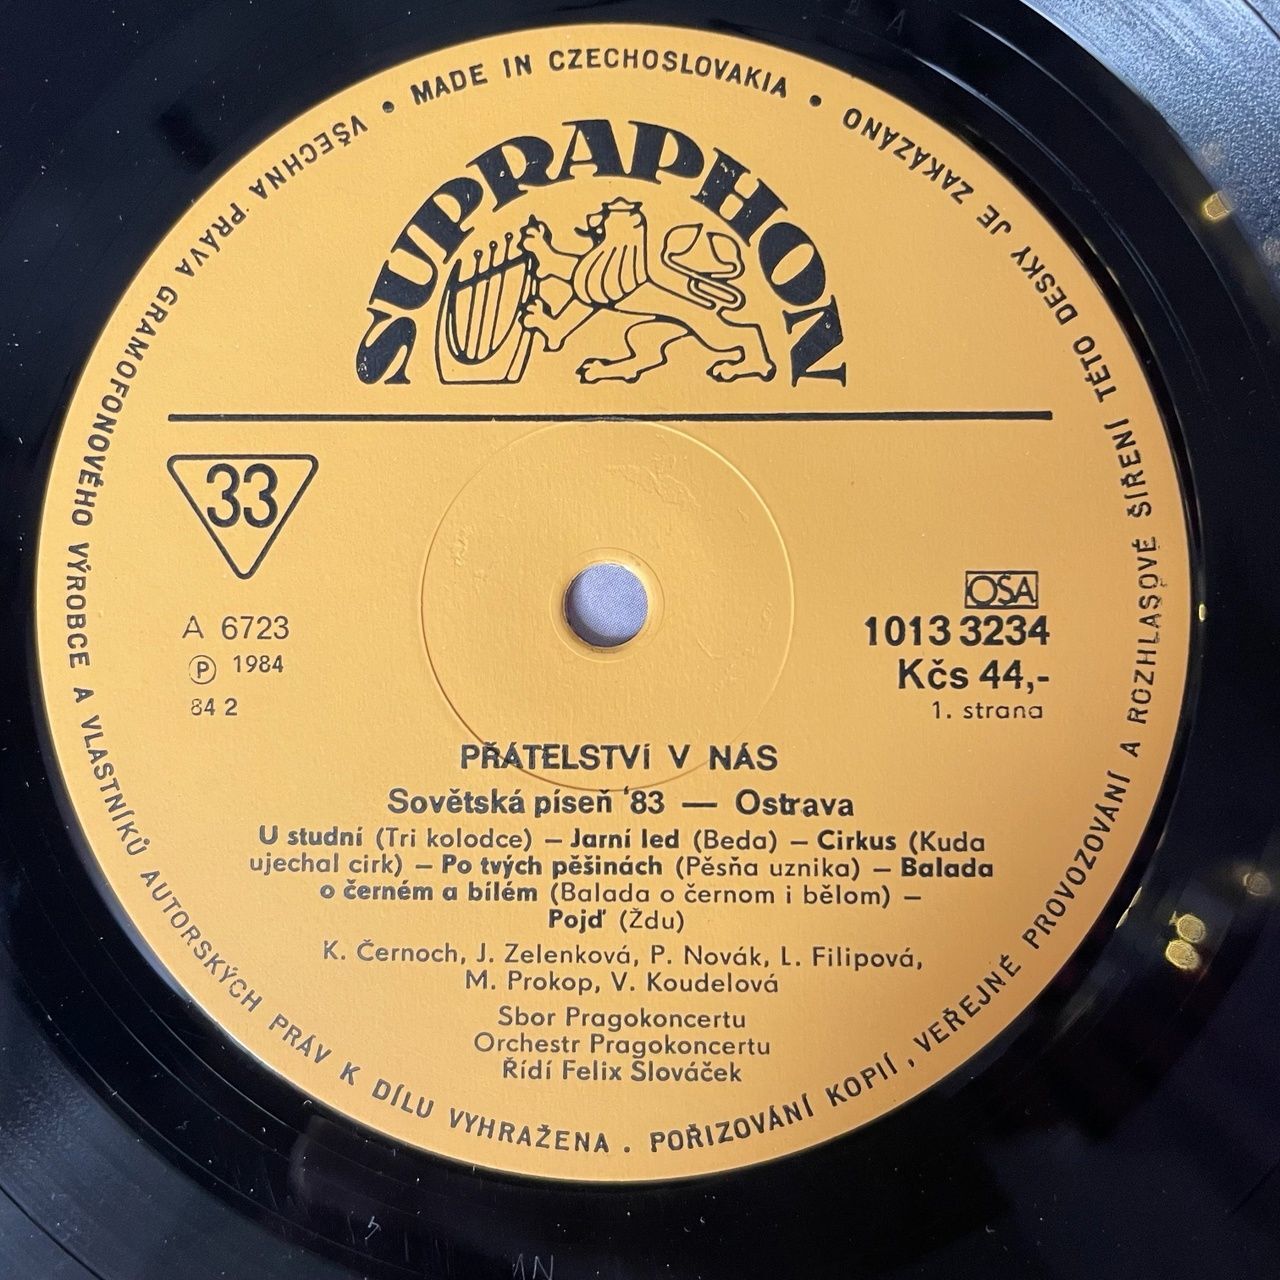 VŠECHNA PRÁVA GRAMOFONOVÉHO VÝROBCE A VLASTNÍKŮ AUTORSKÝCH PRÁV K DÍLU VYHRAŽENA . POŘIZOVÁNÍ KOPIÍ, VEŘEJNÉ PROVOZOVÁNÍ A ROZHLASOVÉ ŠÍŘENÍ TÉTO DESKY JE ZAKÁZÁNO
• MADE IN CZECHOSLOVAKIA •
SUPRAPHON
33
A 6723
Ⓟ 1984
84 2
OSA
1013 3234
Kčs 44,-
1. strana
PŘÁTELSTVÍ V NÁS
Sovětská píseň '83 — Ostrava
U studní (Tri kolodce) – Jarní led (Beda) – Cirkus (Kuda
ujechal cirk) – Po tvých pěšinách (Pěsňa uznika) – Balada
o černém a bílém (Balada o černom i bělom) –
Pojď (Ždu)
K. Černoch, J. Zelenková, P. Novák, L. Filipová,
M. Prokop, V. Koudelová
Sbor Pragokoncertu
Orchestr Pragokoncertu
Řídí Felix Slováček